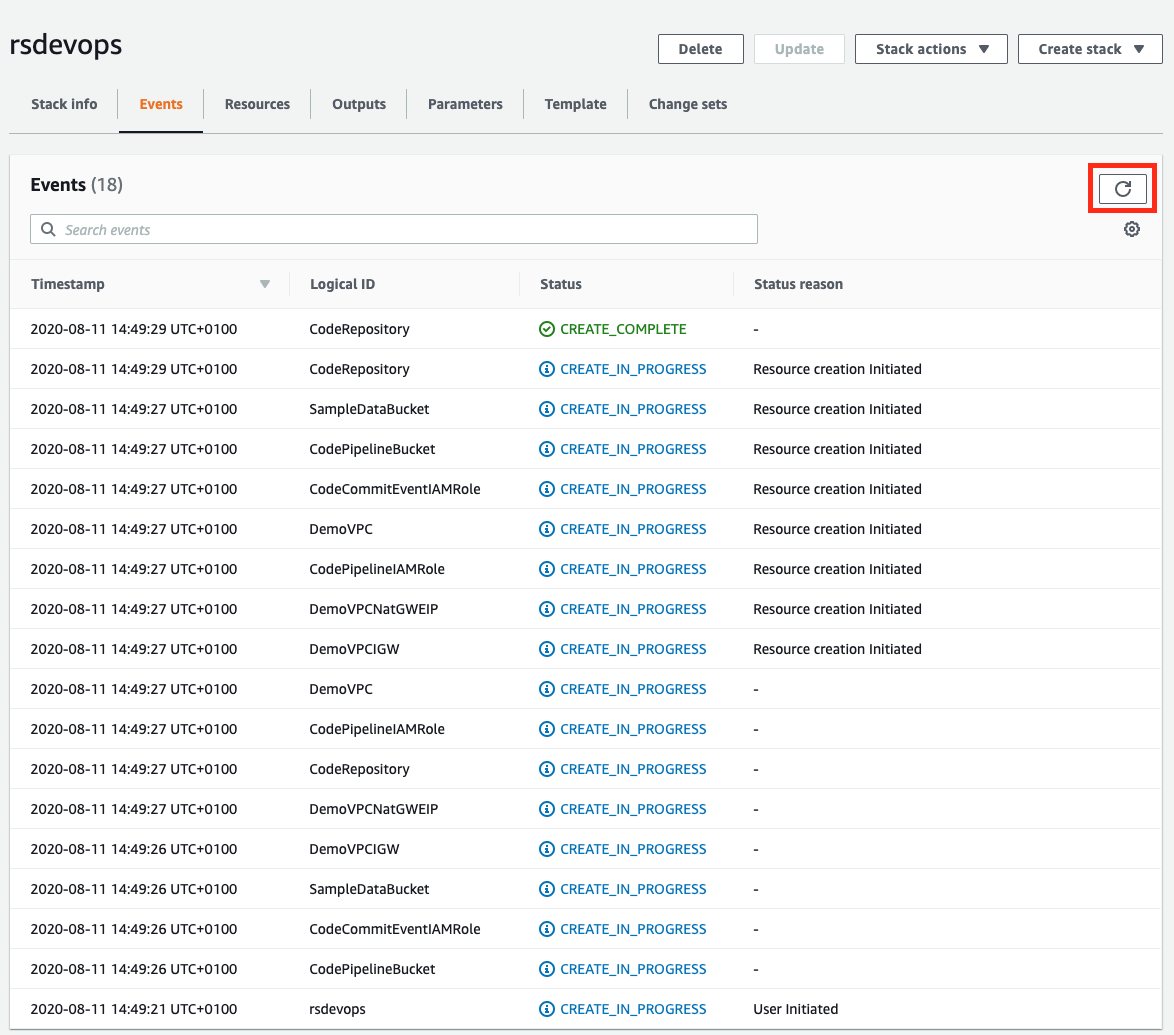 rsdevops
Delete Update Stack actions Create stack
Stack info Events Resources Outputs Parameters Template Change sets
Events (18)
Search events
Timestamp Logical ID Status Status reason
2020-08-11 14:49:29 UTC+0100 CodeRepository CREATE_COMPLETE -
2020-08-11 14:49:29 UTC+0100 CodeRepository CREATE_IN_PROGRESS Resource creation Initiated
2020-08-11 14:49:27 UTC+0100 SampleDataBucket CREATE_IN_PROGRESS Resource creation Initiated
2020-08-11 14:49:27 UTC+0100 CodePipelineBucket CREATE_IN_PROGRESS Resource creation Initiated
2020-08-11 14:49:27 UTC+0100 CodeCommitEventIAMRole CREATE_IN_PROGRESS Resource creation Initiated
2020-08-11 14:49:27 UTC+0100 DemoVPC CREATE_IN_PROGRESS Resource creation Initiated
2020-08-11 14:49:27 UTC+0100 CodePipelineIAMRole CREATE_IN_PROGRESS Resource creation Initiated
2020-08-11 14:49:27 UTC+0100 DemoVPCNatGWEIP CREATE_IN_PROGRESS Resource creation Initiated
2020-08-11 14:49:27 UTC+0100 DemoVPCIGW CREATE_IN_PROGRESS Resource creation Initiated
2020-08-11 14:49:27 UTC+0100 DemoVPC CREATE_IN_PROGRESS -
2020-08-11 14:49:27 UTC+0100 CodePipelineIAMRole CREATE_IN_PROGRESS -
2020-08-11 14:49:27 UTC+0100 CodeRepository CREATE_IN_PROGRESS -
2020-08-11 14:49:27 UTC+0100 DemoVPCNatGWEIP CREATE_IN_PROGRESS -
2020-08-11 14:49:26 UTC+0100 DemoVPCIGW CREATE_IN_PROGRESS -
2020-08-11 14:49:26 UTC+0100 SampleDataBucket CREATE_IN_PROGRESS -
2020-08-11 14:49:26 UTC+0100 CodeCommitEventIAMRole CREATE_IN_PROGRESS -
2020-08-11 14:49:26 UTC+0100 CodePipelineBucket CREATE_IN_PROGRESS -
2020-08-11 14:49:21 UTC+0100 rsdevops CREATE_IN_PROGRESS User Initiated